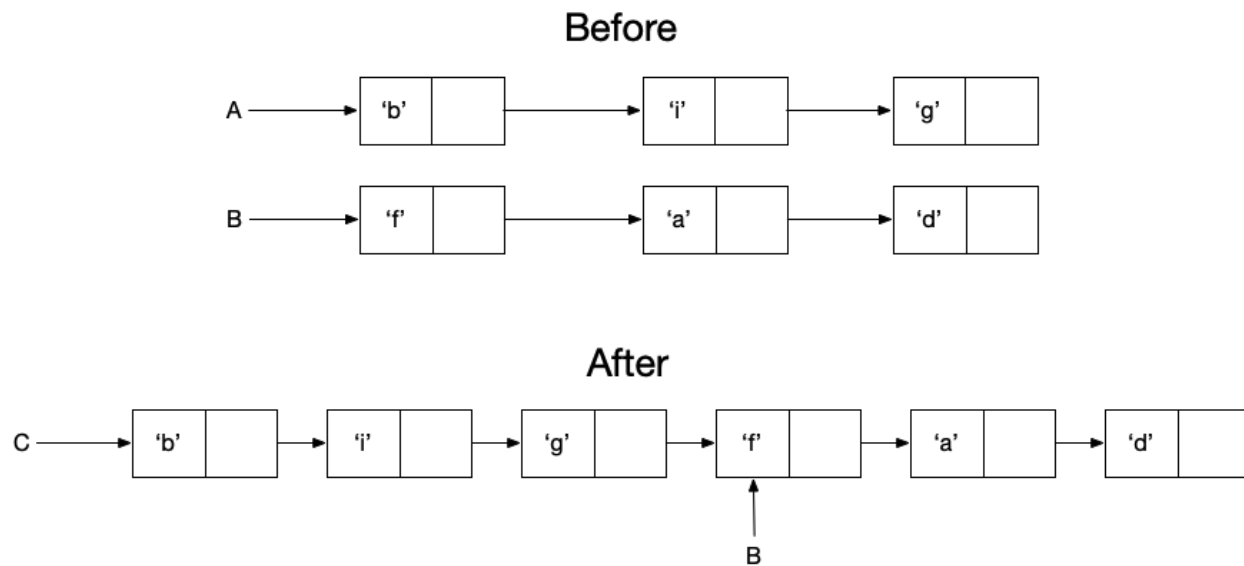 Before
A ‘b’ ‘i’ ‘g’
B ‘f’ ‘a’ ‘d’
After
C ‘b’ ‘i’ ‘g’ ‘f’ ‘a’ ‘d’
B